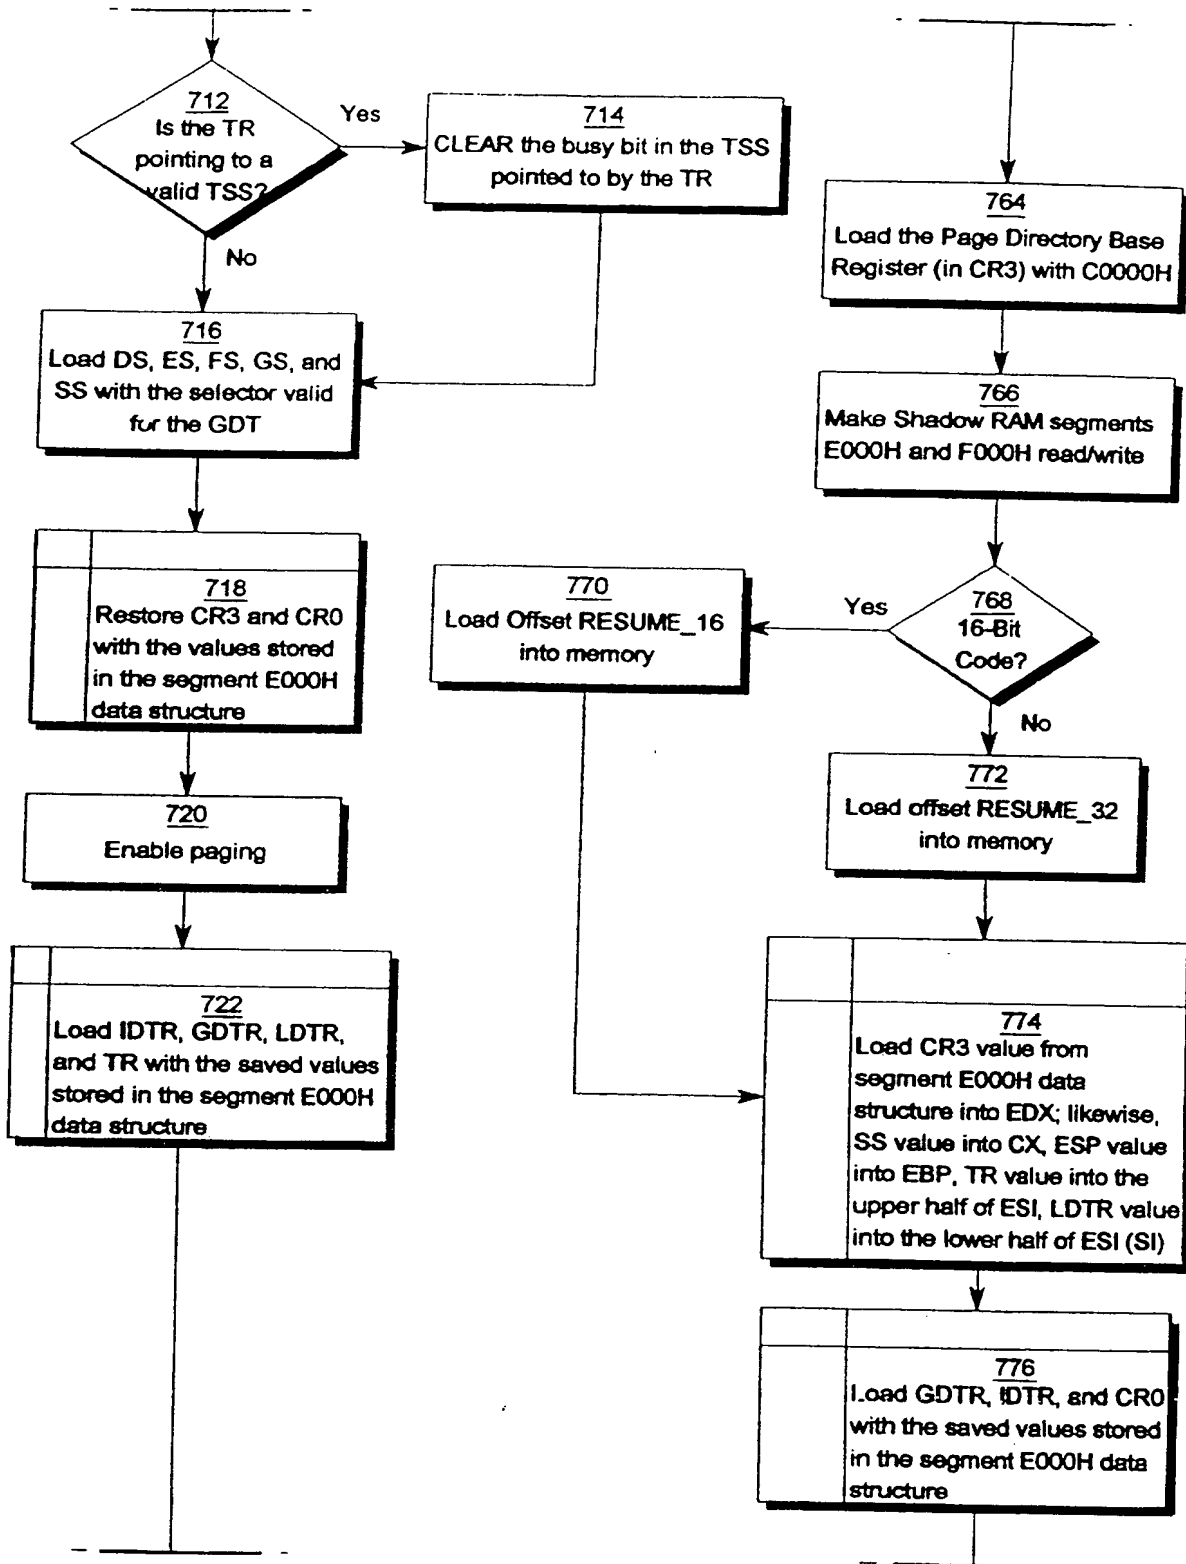 712
Is the TR
pointing to a
valid TSS?
Yes
No
714
CLEAR the busy bit in the TSS
pointed to by the TR
716
Load DS, ES, FS, GS, and
SS with the selector valid
for the GDT
718
Restore CR3 and CR0
with the values stored
in the segment E000H
data structure
720
Enable paging
722
Load IDTR, GDTR, LDTR,
and TR with the saved values
stored in the segment E000H
data structure
764
Load the Page Directory Base
Register (in CR3) with C0000H
766
Make Shadow RAM segments
E000H and F000H read/write
768
16-Bit
Code?
Yes
No
770
Load Offset RESUME_16
into memory
772
Load offset RESUME_32
into memory
774
Load CR3 value from
segment E000H data
structure into EDX; likewise,
SS value into CX, ESP value
into EBP, TR value into the
upper half of ESI, LDTR value
into the lower half of ESI (SI)
776
Load GDTR, IDTR, and CR0
with the saved values stored
in the segment E000H data
structure